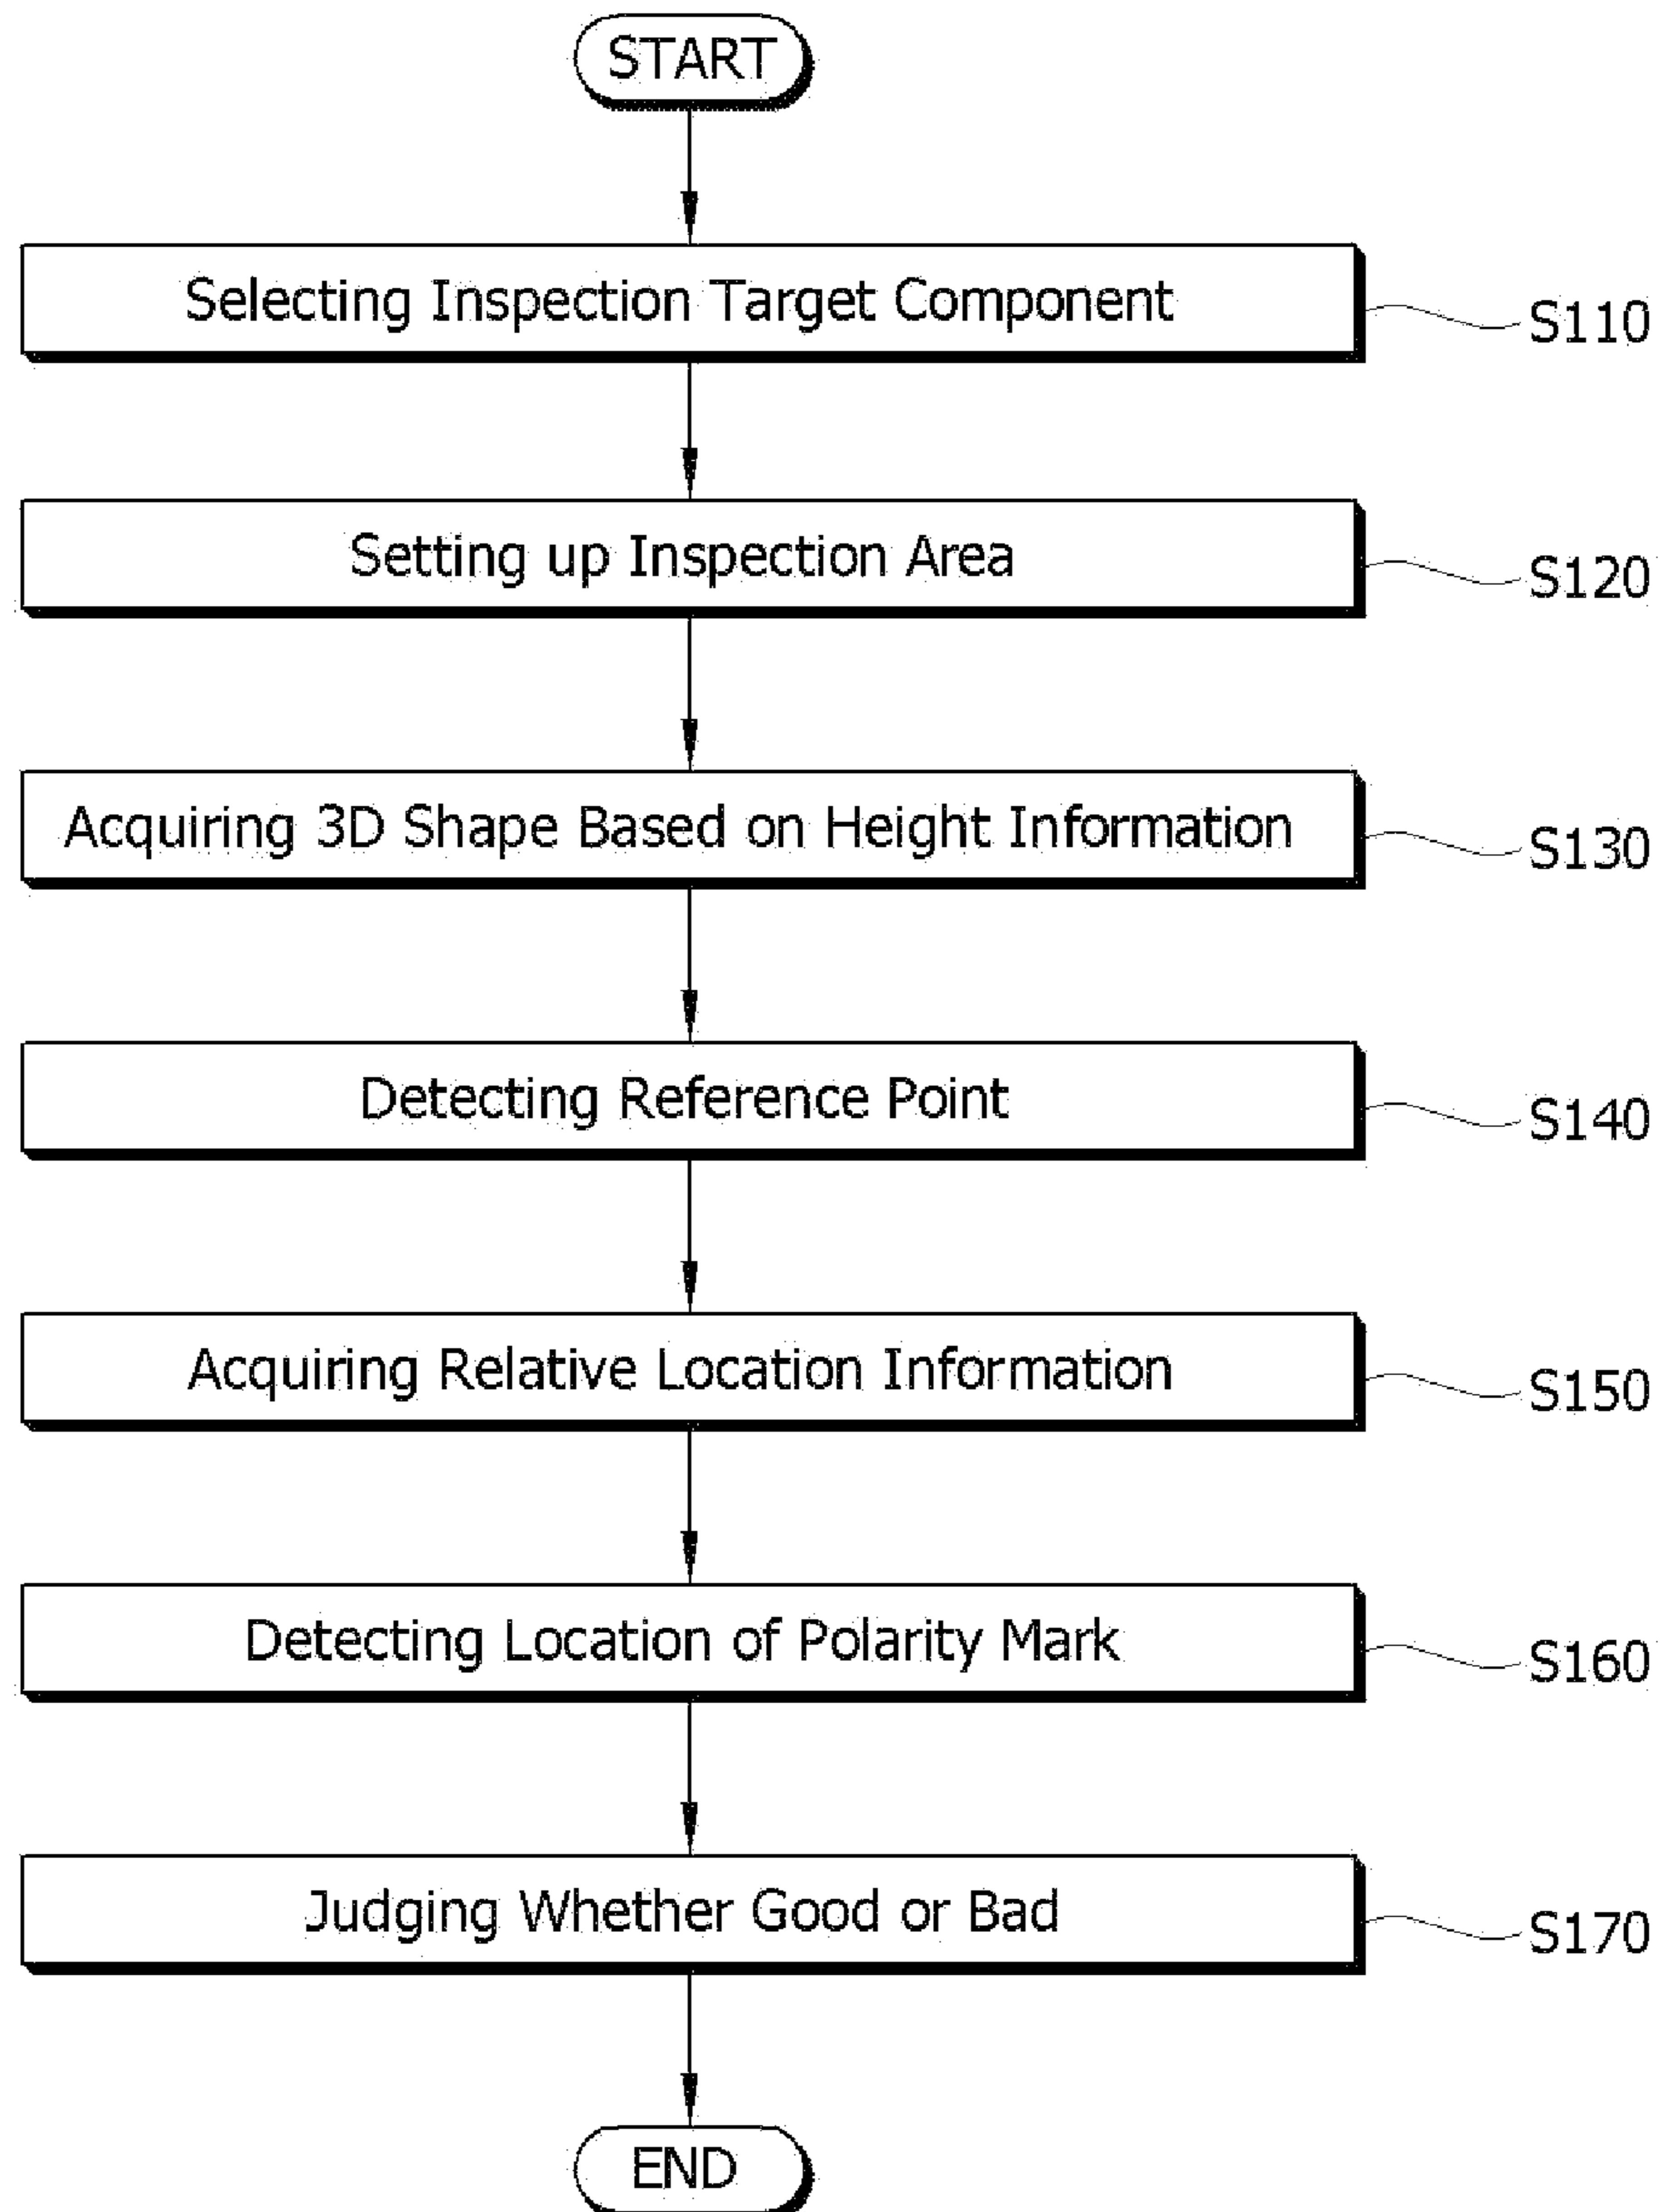 START
Selecting Inspection Target Component
S110
Setting up Inspection Area
S120
Acquiring 3D Shape Based on Height Information
S130
Detecting Reference Point
S140
Acquiring Relative Location Information
S150
Detecting Location of Polarity Mark
S160
Judging Whether Good or Bad
S170
END